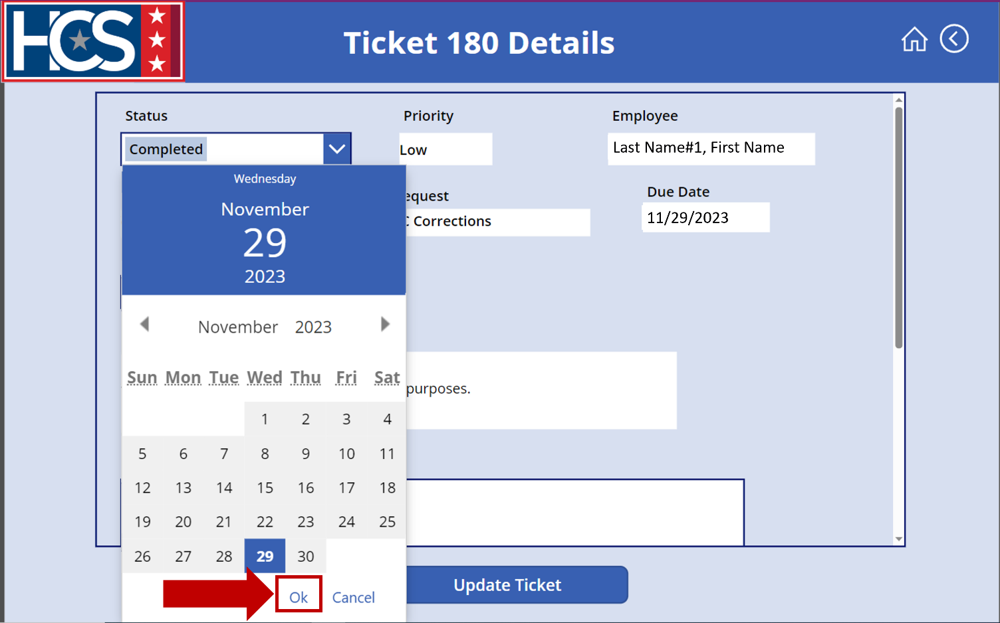 HCS
Ticket 180 Details
Status
Priority
Employee
Completed
Low
Last Name#1, First Name
equest
Due Date
C Corrections
11/29/2023
Wednesday
November
29
2023
November 2023
Sun Mon Tue Wed Thu Fri Sat
1 2 3 4
5 6 7 8 9 10 11
12 13 14 15 16 17 18
19 20 21 22 23 24 25
26 27 28 29 30
Ok Cancel
purposes.
Update Ticket